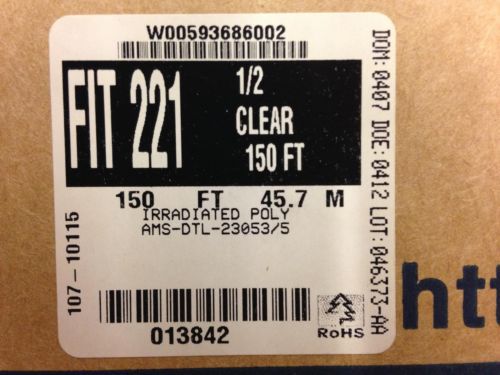 W00593686002
FIT 221
1/2
CLEAR
150 FT
150 FT 45.7 M
IRRADIATED POLY
AMS-DTL-23053/5
013842
RoHS
107-10115
DOM: 0407 DOE: 0412 LOT: 046373-AA
htt